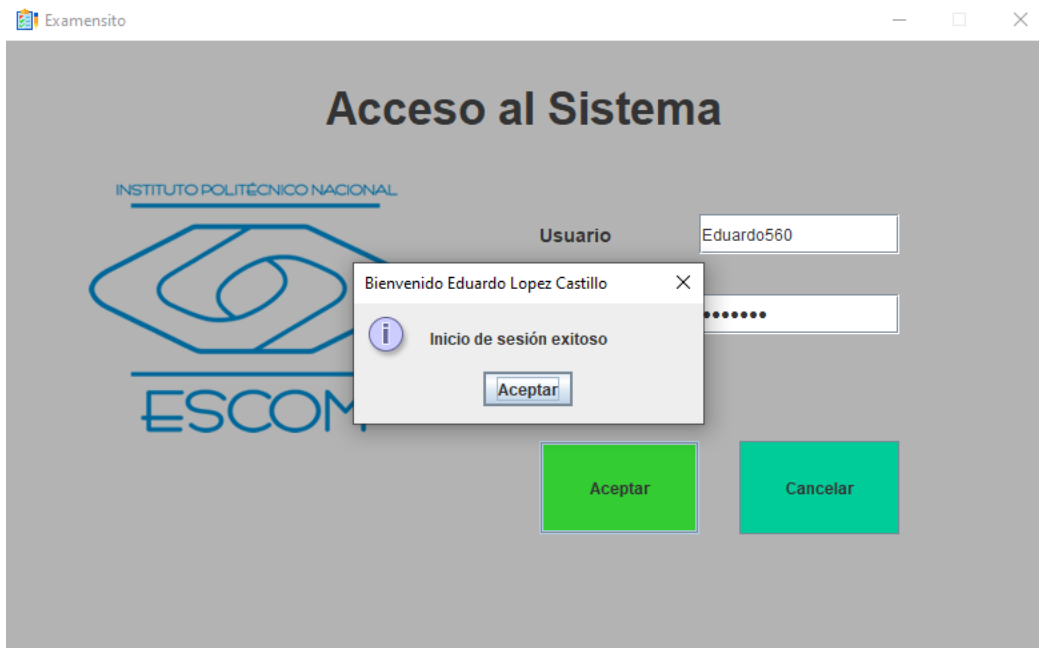 Examensito
Acceso al Sistema
INSTITUTO POLITÉCNICO NACIONAL
ESCOM
Usuario
Eduardo560
Bienvenido Eduardo Lopez Castillo
Inicio de sesión exitoso
Aceptar
•••••••
Aceptar
Cancelar